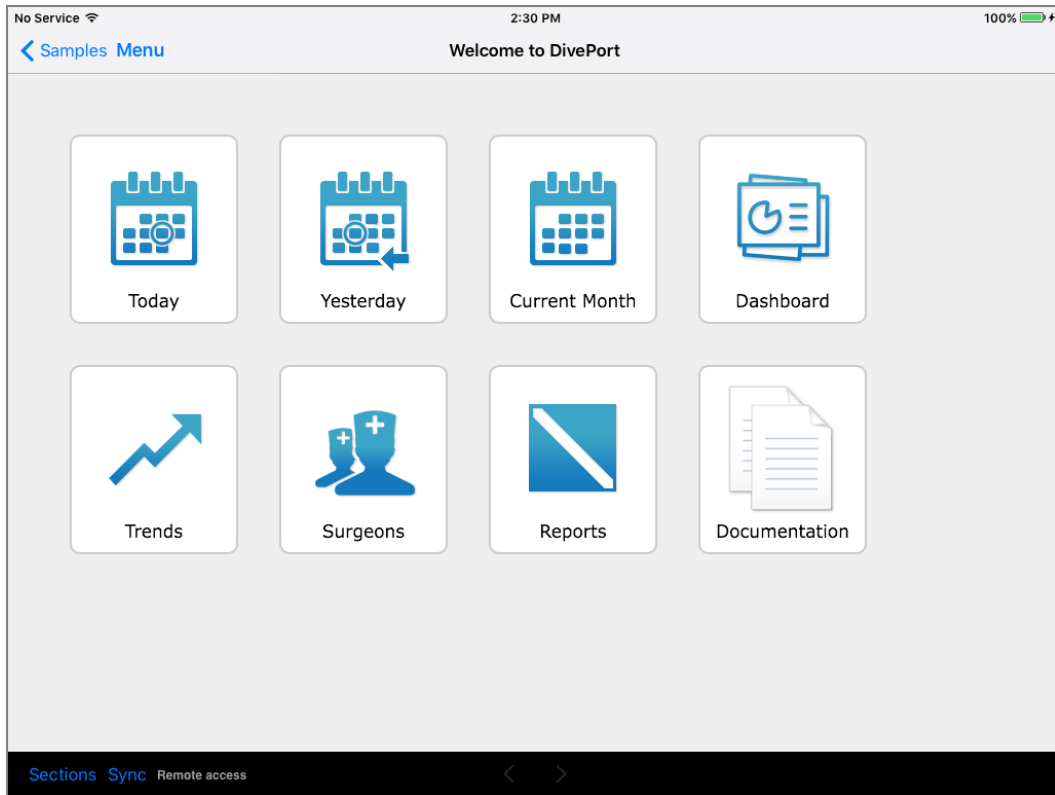 No Service 2:30 PM 100%
Samples Menu Welcome to DivePort
Today Yesterday Current Month Dashboard
Trends Surgeons Reports Documentation
Sections Sync Remote access